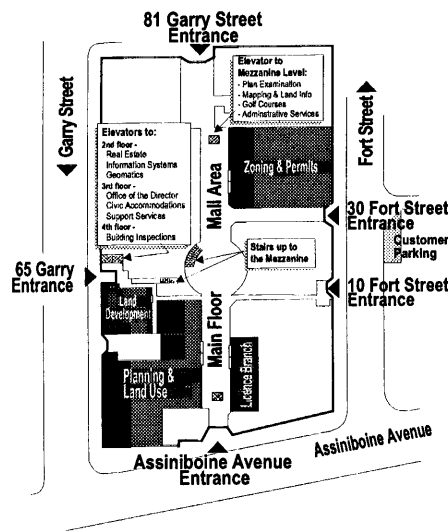 81 Garry Street
Entrance
Garry Street
Elevator to
Mezzanine Level:
- Plan Examination
- Mapping & Land Info
- Golf Courses
- Adminstrative Services
Fort Street
Elevators to:
2nd floor -
Real Estate
Information Systems
Geomatics
3rd floor -
Office of the Director
Civic Accommodations
Support Services
4th floor -
Building Inspections
Mall Area
Zoning & Permits
30 Fort Street
Entrance
Customer
Parking
Stairs up to
the Mezzanine
65 Garry
Entrance
10 Fort Street
Entrance
Land
Development
Main Floor
Planning &
Land Use
Licence Branch
Assiniboine Avenue
Entrance
Assiniboine Avenue